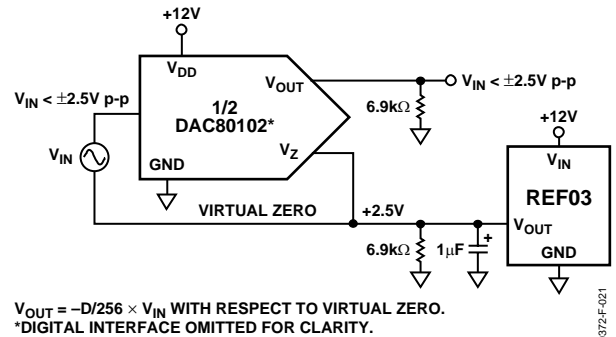 +12V
VDD
VOUT
VIN < ±2.5V p-p
VIN < ±2.5V p-p
1/2
DAC80102*
6.9kΩ
+12V
VIN
VIN
VZ
GND
REF03
VIRTUAL ZERO
+2.5V
VOUT
6.9kΩ
1μF
+
GND
VOUT = –D/256 × VIN WITH RESPECT TO VIRTUAL ZERO.
*DIGITAL INTERFACE OMITTED FOR CLARITY.
0372-F-021